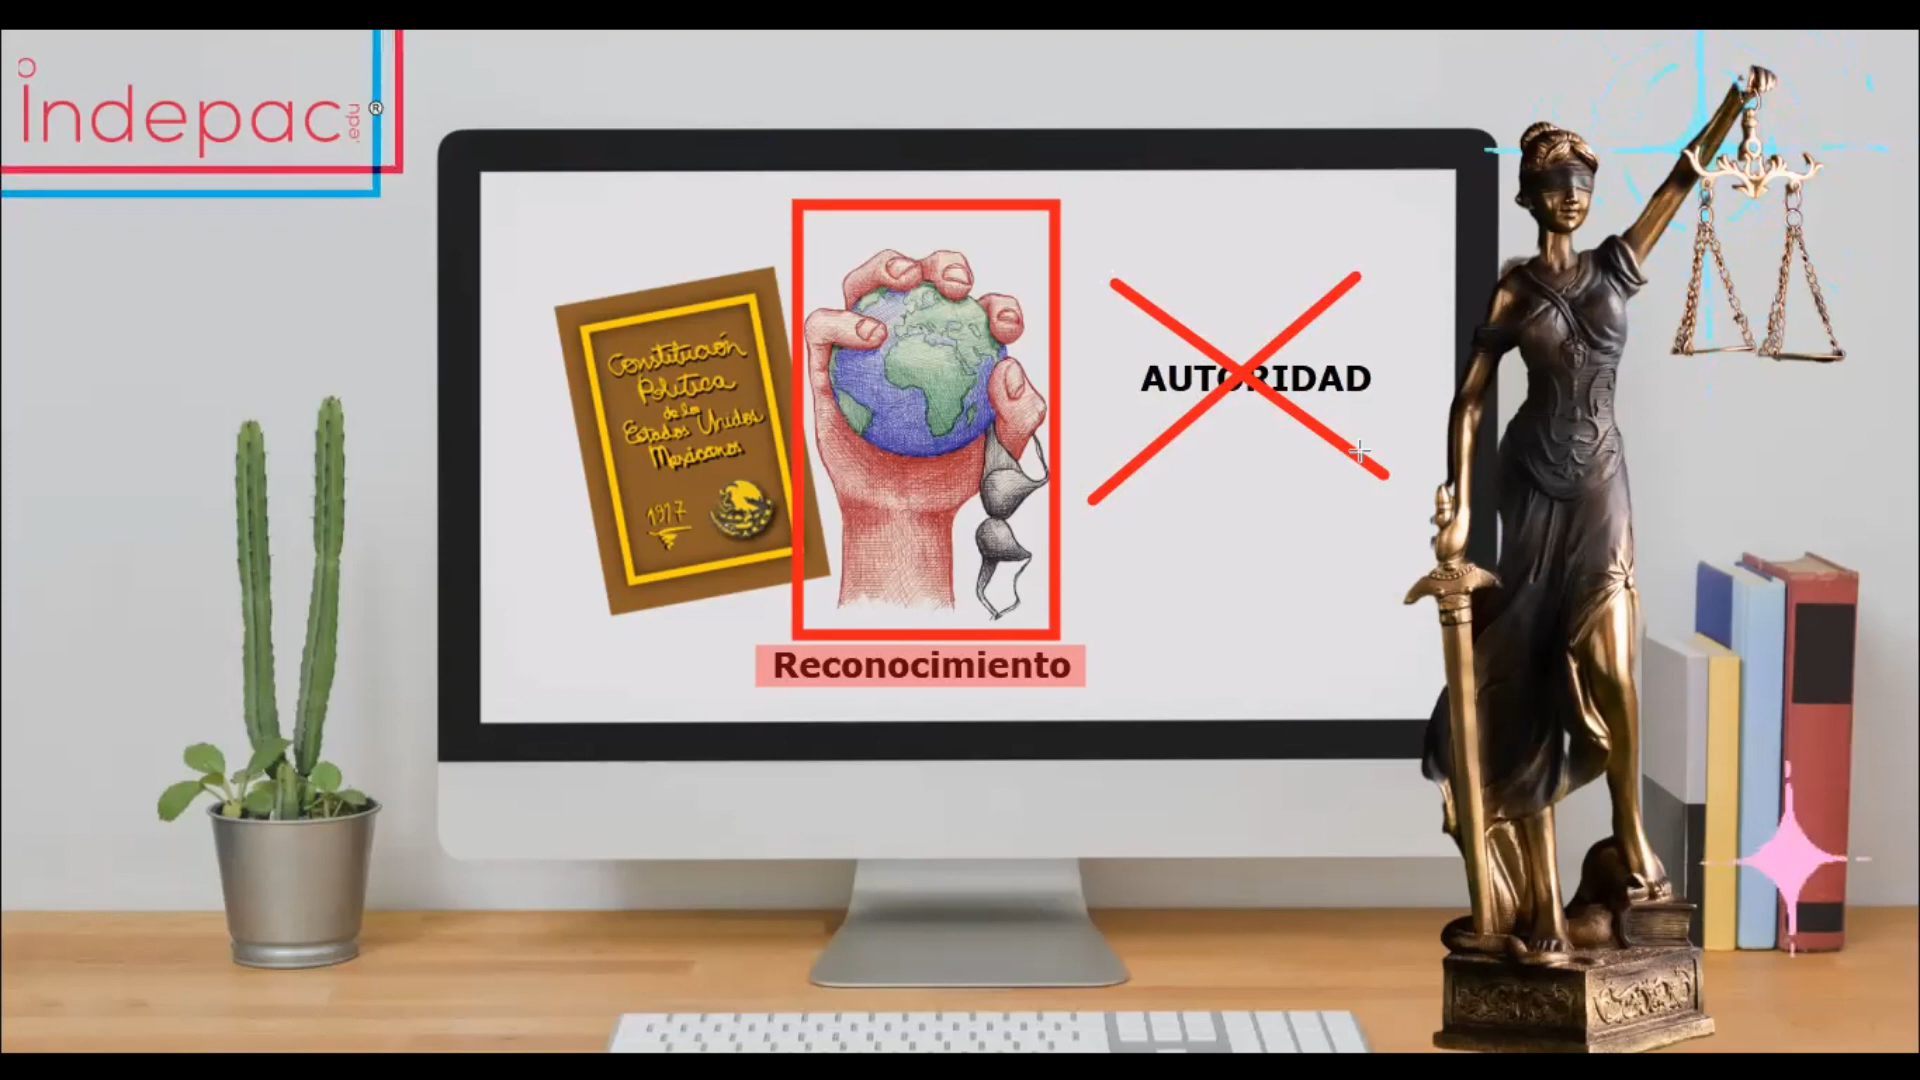 Indepac
.edu
®
Constitución
Política
de los
Estados Unidos
Mexicanos
1917
AUTORIDAD
Reconocimiento